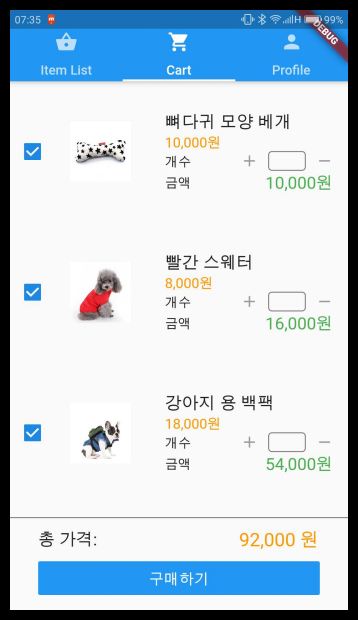 07:35 H 99%
DEBUG
Item List Cart Profile
뼈다귀 모양 베개
10,000원
개수 + −
금액 10,000원
빨간 스웨터
8,000원
개수 + −
금액 16,000원
강아지 용 백팩
18,000원
개수 + −
금액 54,000원
총 가격: 92,000 원
구매하기